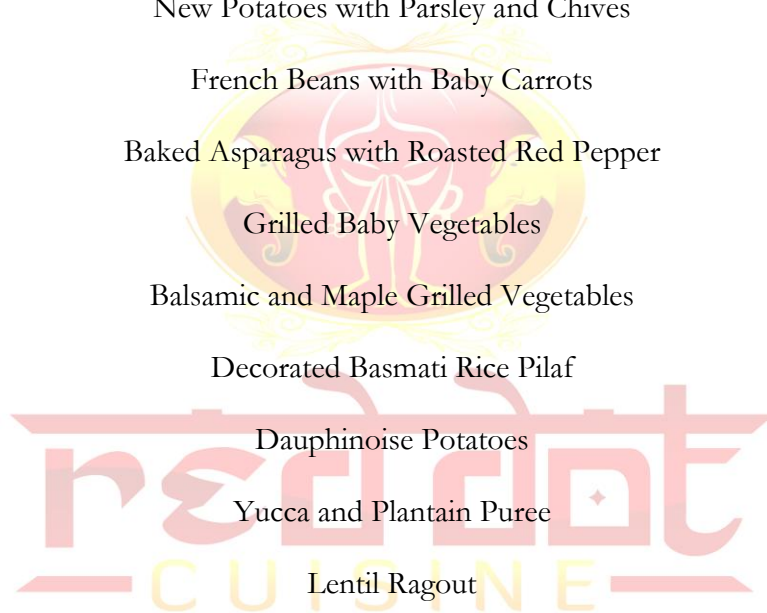 New Potatoes with Parsley and Chives
French Beans with Baby Carrots
Baked Asparagus with Roasted Red Pepper
Grilled Baby Vegetables
Balsamic and Maple Grilled Vegetables
Decorated Basmati Rice Pilaf
Dauphinoise Potatoes
red dot
Yucca and Plantain Puree
CUISINE
Lentil Ragout